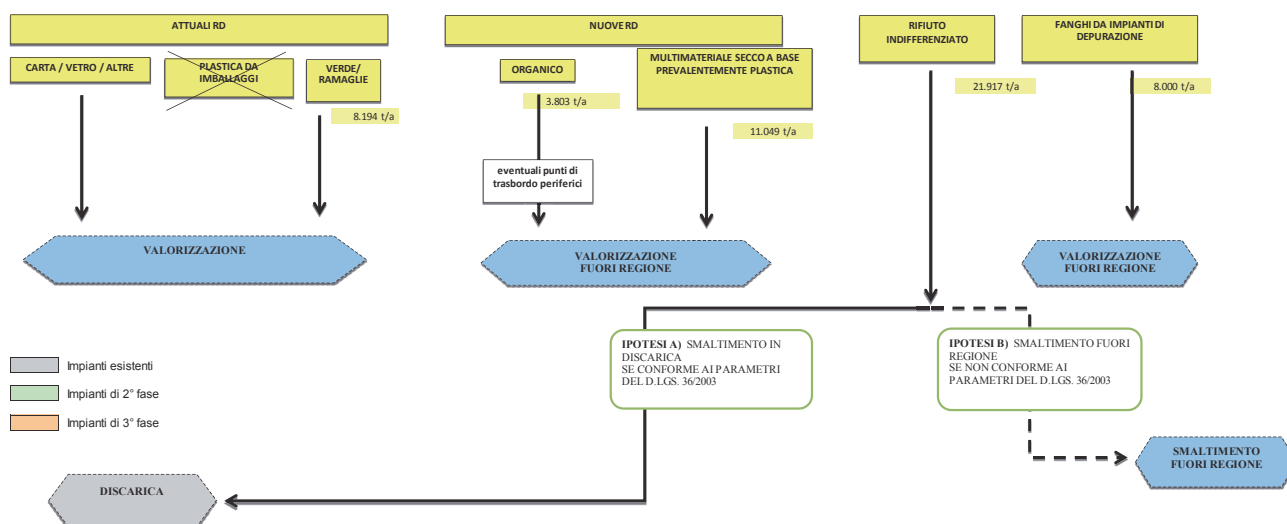 ATTUALI RD
NUOVE RD
RIFIUTO
INDIFFERENZIATO
FANGHI DA IMPIANTI DI
DEPURAZIONE
CARTA / VETRO / ALTRE
PLASTICA DA
IMBALLAGGI
VERDE/
RAMAGLIE
ORGANICO
MULTIMATERIALE SECCO A BASE
PREVALENTEMENTE PLASTICA
8.194 t/a
3.803 t/a
11.049 t/a
21.917 t/a
8.000 t/a
eventuali punti di
trasbordo periferici
VALORIZZAZIONE
VALORIZZAZIONE
FUORI REGIONE
VALORIZZAZIONE
FUORI REGIONE
IPOTESI A) SMALTIMENTO IN
DISCARICA
SE CONFORME AI PARAMETRI
DEL D.LGS. 36/2003
IPOTESI B) SMALTIMENTO FUORI
REGIONE
SE NON CONFORME AI
PARAMETRI DEL D.LGS. 36/2003
Impianti esistenti
Impianti di 2° fase
Impianti di 3° fase
DISCARICA
SMALTIMENTO
FUORI REGIONE